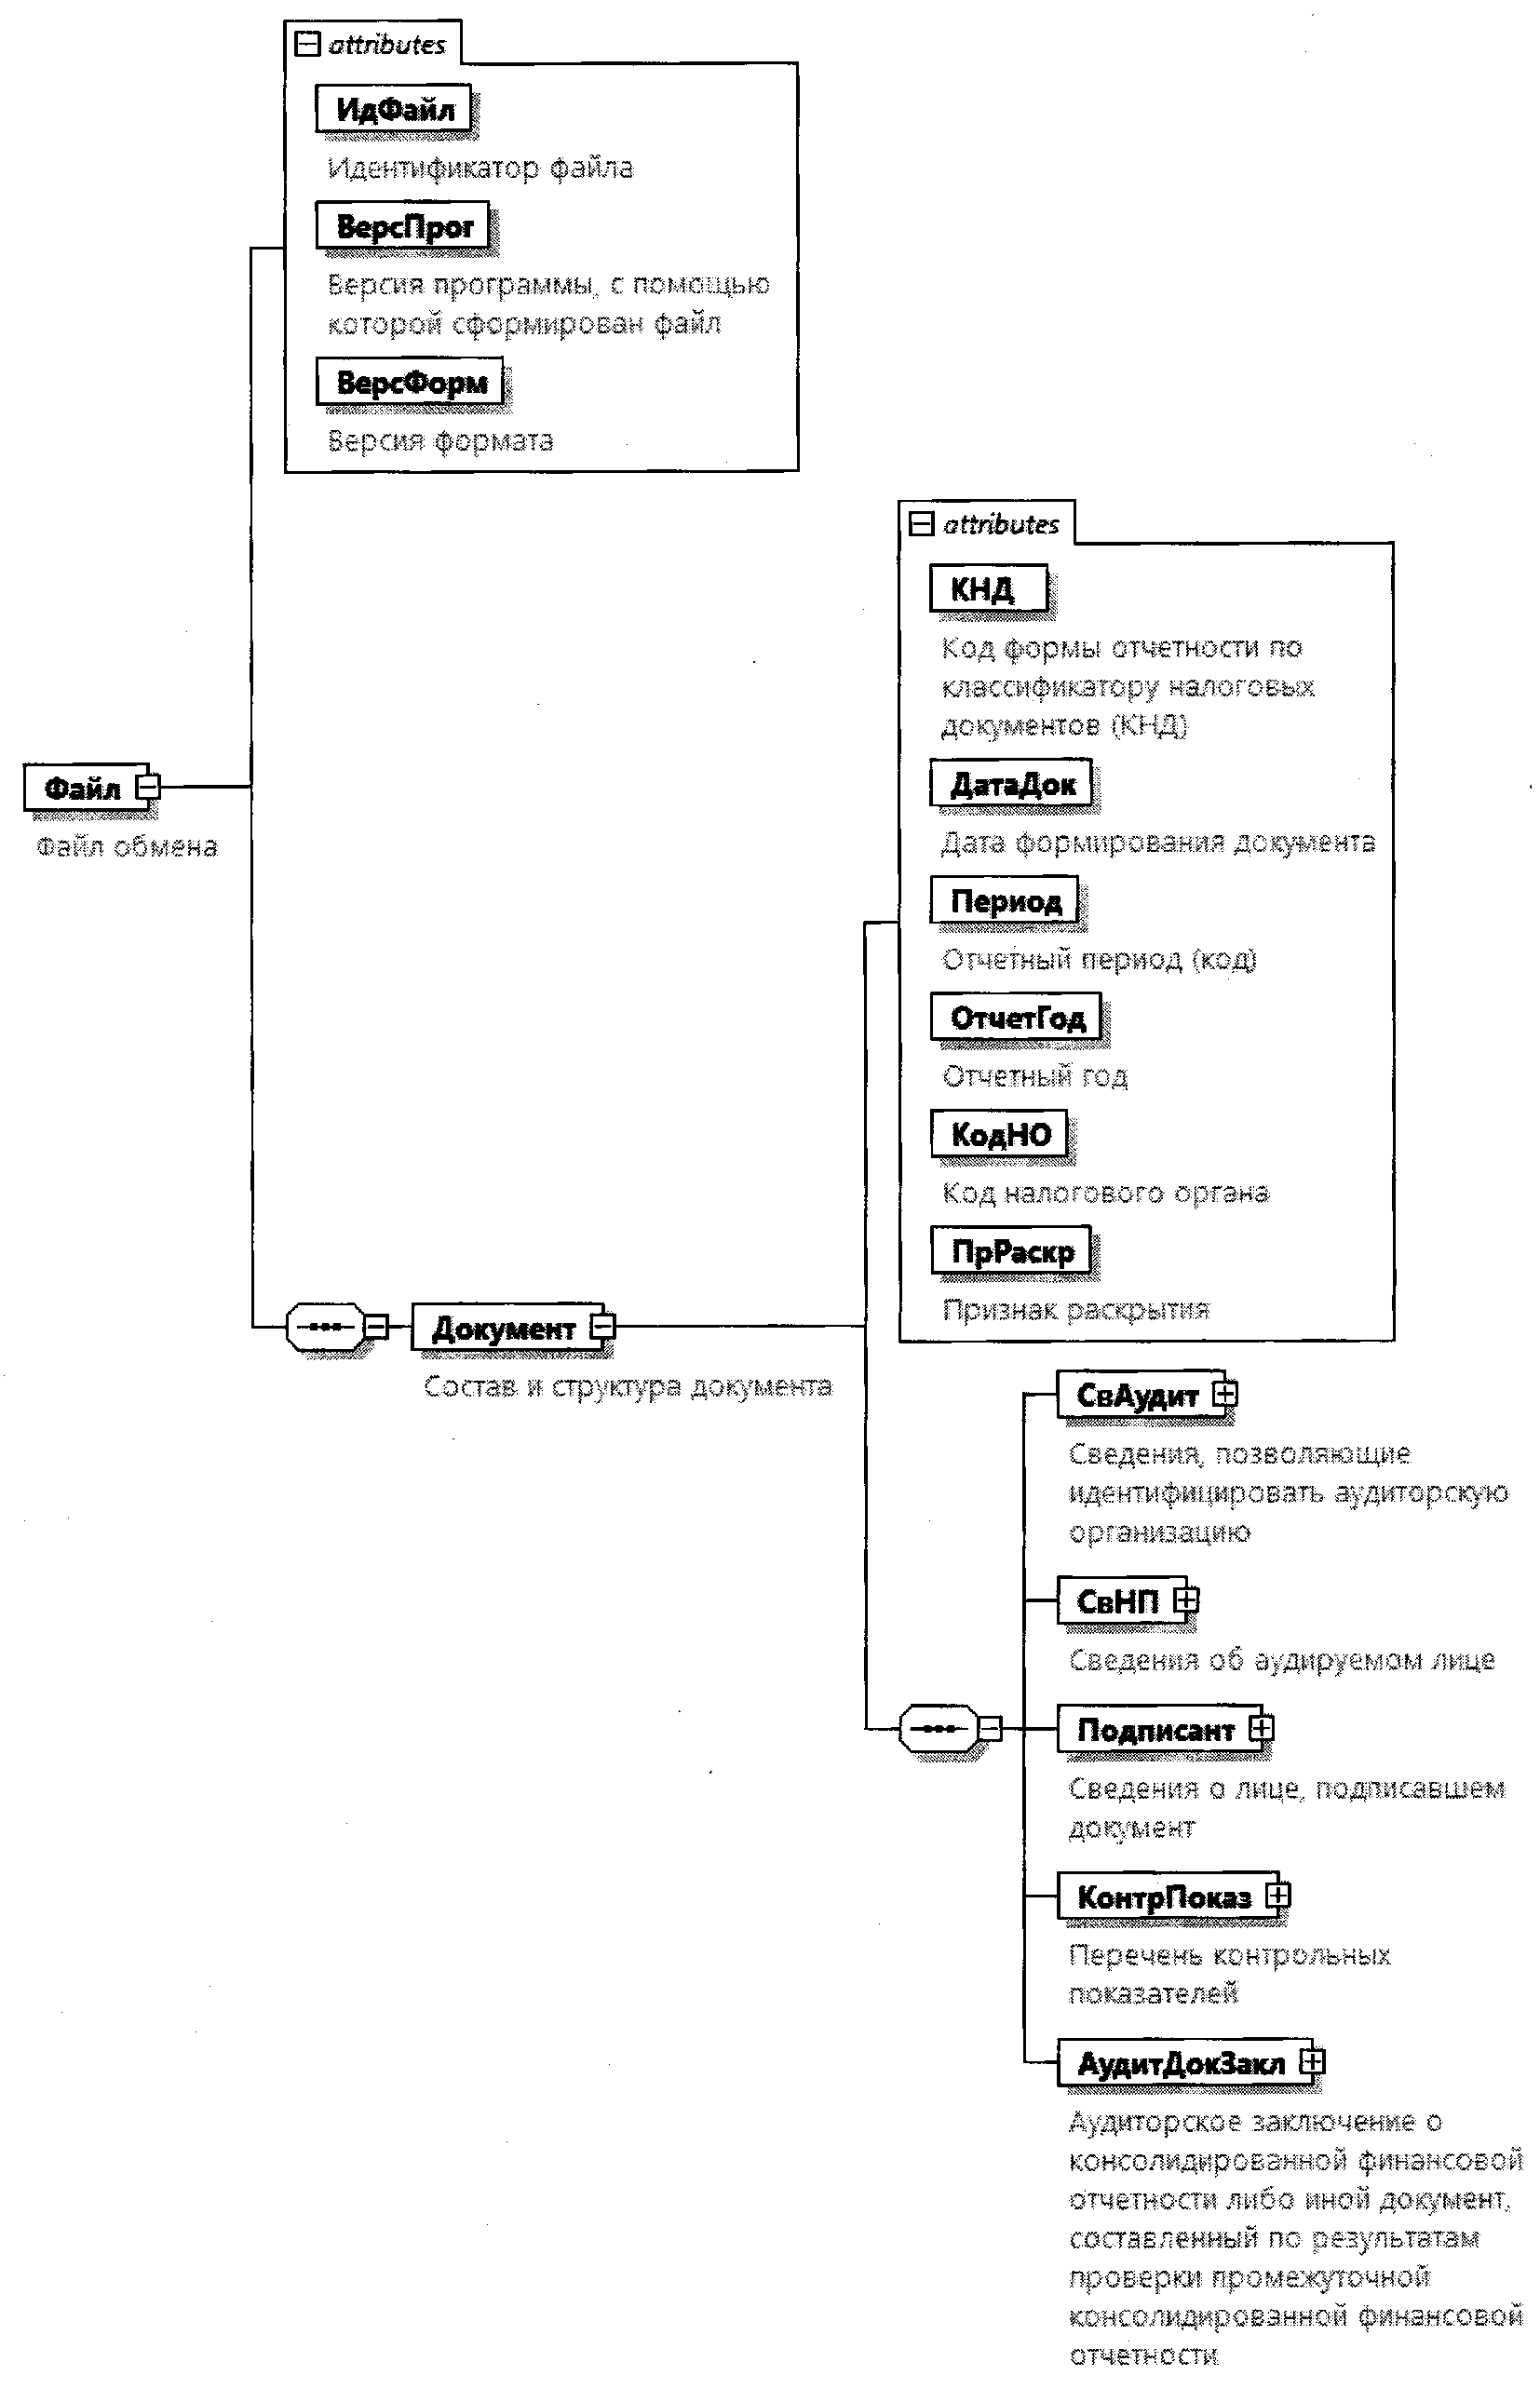 attributes
ИдФайл
Идентификатор файла
ВерсПрог
Версия программы, с помощью
которой сформирован файл
ВерсФорм
Версия формата
Файл
Файл обмена
Документ
Состав и структура документа
attributes
КНД
Код формы отчетности по
классификатору налоговых
документов (КНД)
ДатаДок
Дата формирования документа
Период
Отчетный период (код)
ОтчетГод
Отчетный год
КодНО
Код налогового органа
ПрРаскр
Признак раскрытия
СвАудит
Сведения, позволяющие
идентифицировать аудиторскую
организацию
СвНП
Сведения об аудируемом лице
Подписант
Сведения о лице, подписавшем
документ
КонтрПоказ
Перечень контрольных
показателей
АудитДокЗакл
Аудиторское заключение о
консолидированной финансовой
отчетности либо иной документ,
составленный по результатам
проверки промежуточной
консолидированной финансовой
отчетности